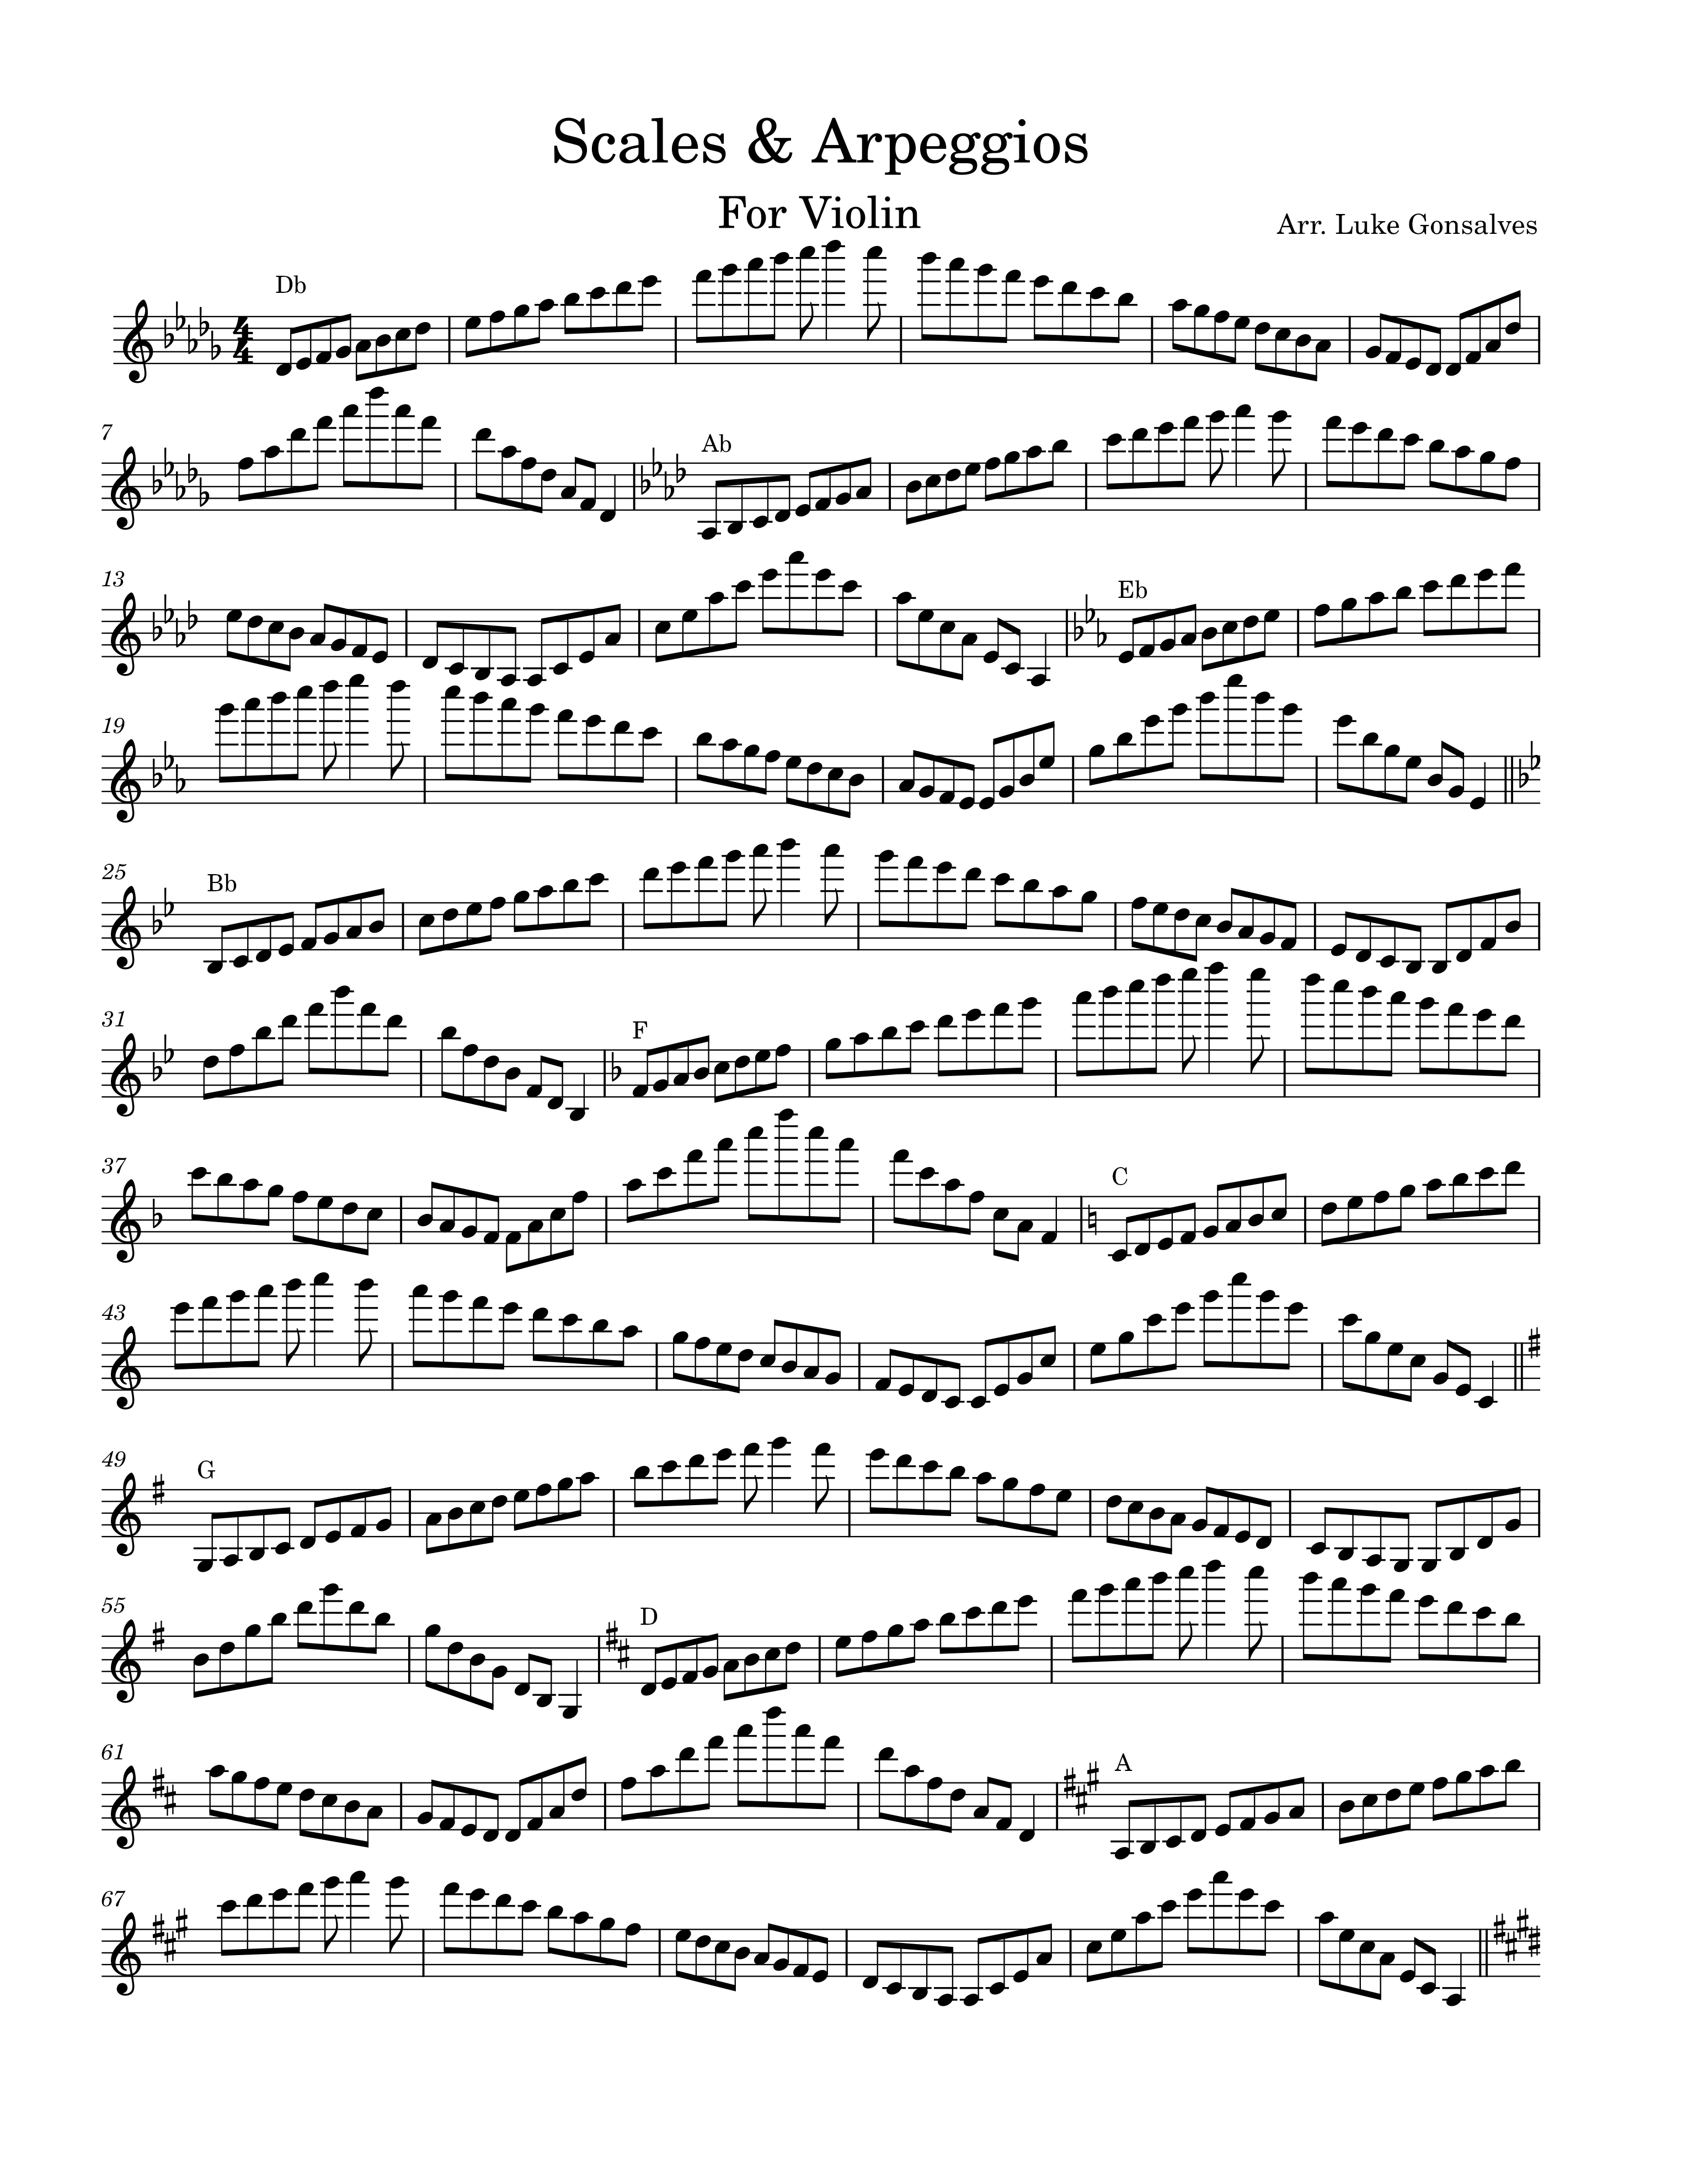 Scales & Arpeggios
For Violin
Arr. Luke Gonsalves
Db
7
Ab
13
Eb
19
25
Bb
31
F
37
C
43
49
G
55
D
61
A
67